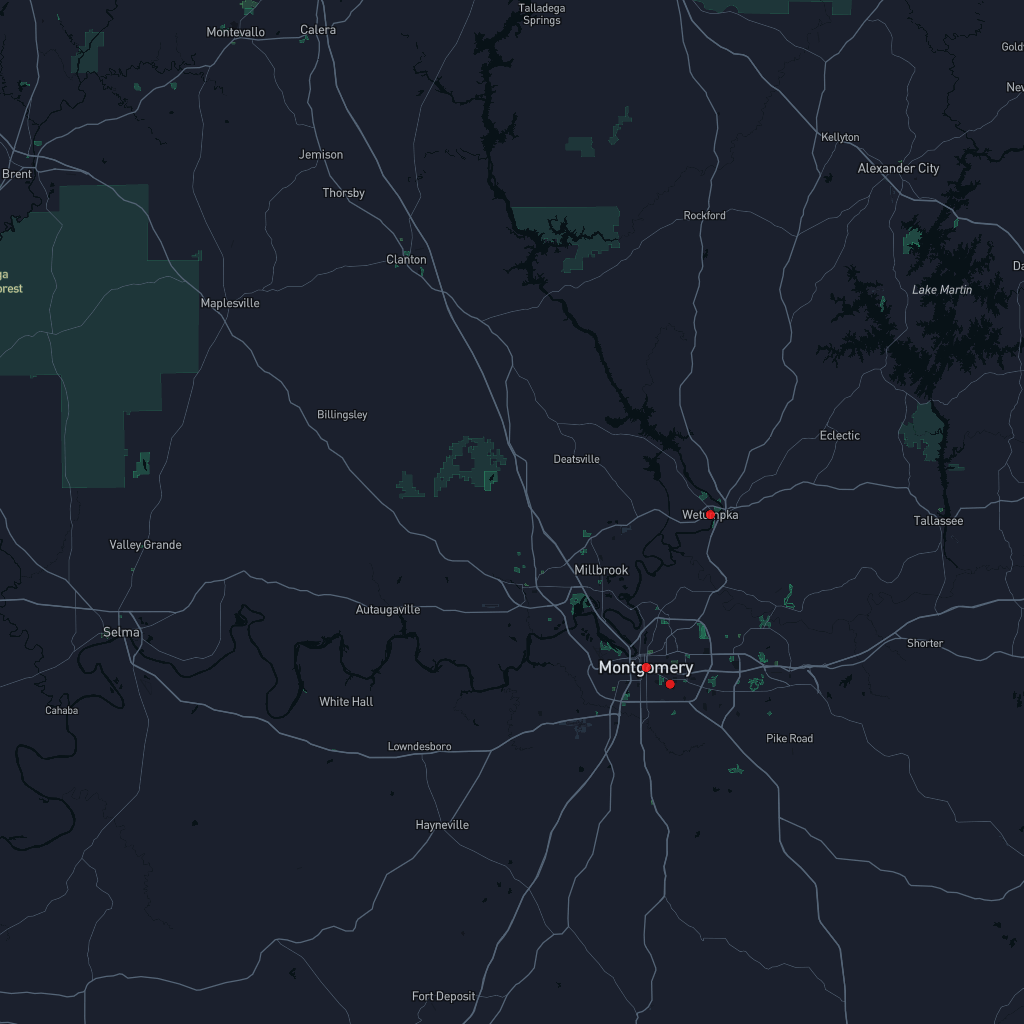 Talladega
Springs
Montevallo
Calera
Kellyton
Jemison
Alexander City
Brent
Thorsby
Rockford
Clanton
Lake Martin
Maplesville
Billingsley
Eclectic
Deatsville
Wetumpka
Tallassee
Valley Grande
Millbrook
Autaugaville
Selma
Shorter
Montgomery
White Hall
Cahaba
Pike Road
Lowndesboro
Hayneville
Fort Deposit